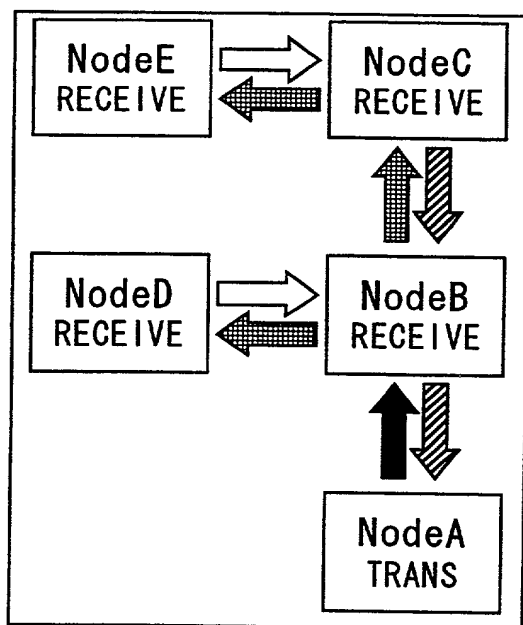 NodeE
RECEIVE
NodeC
RECEIVE
NodeD
RECEIVE
NodeB
RECEIVE
NodeA
TRANS